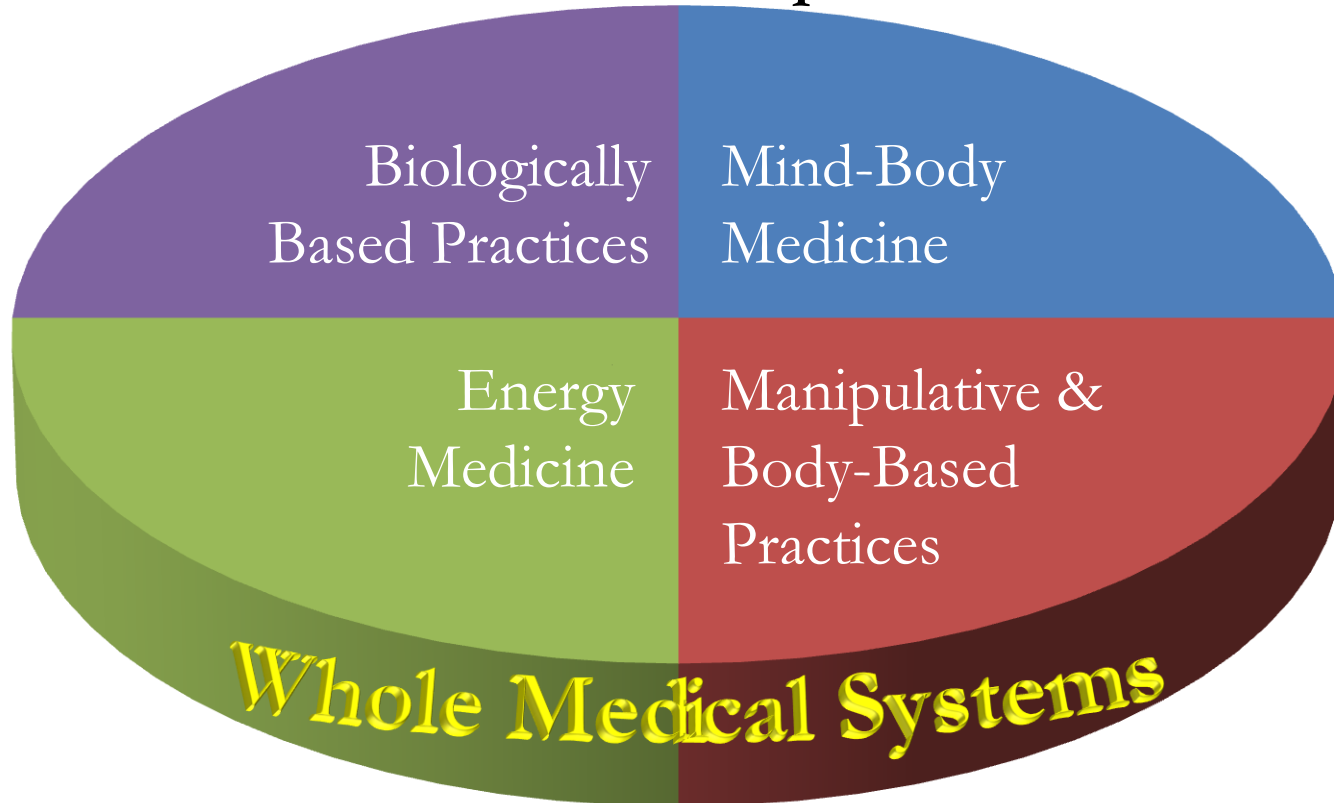 Biologically
Based Practices
Mind-Body
Medicine
Energy
Medicine
Manipulative &
Body-Based
Practices
Whole Medical Systems